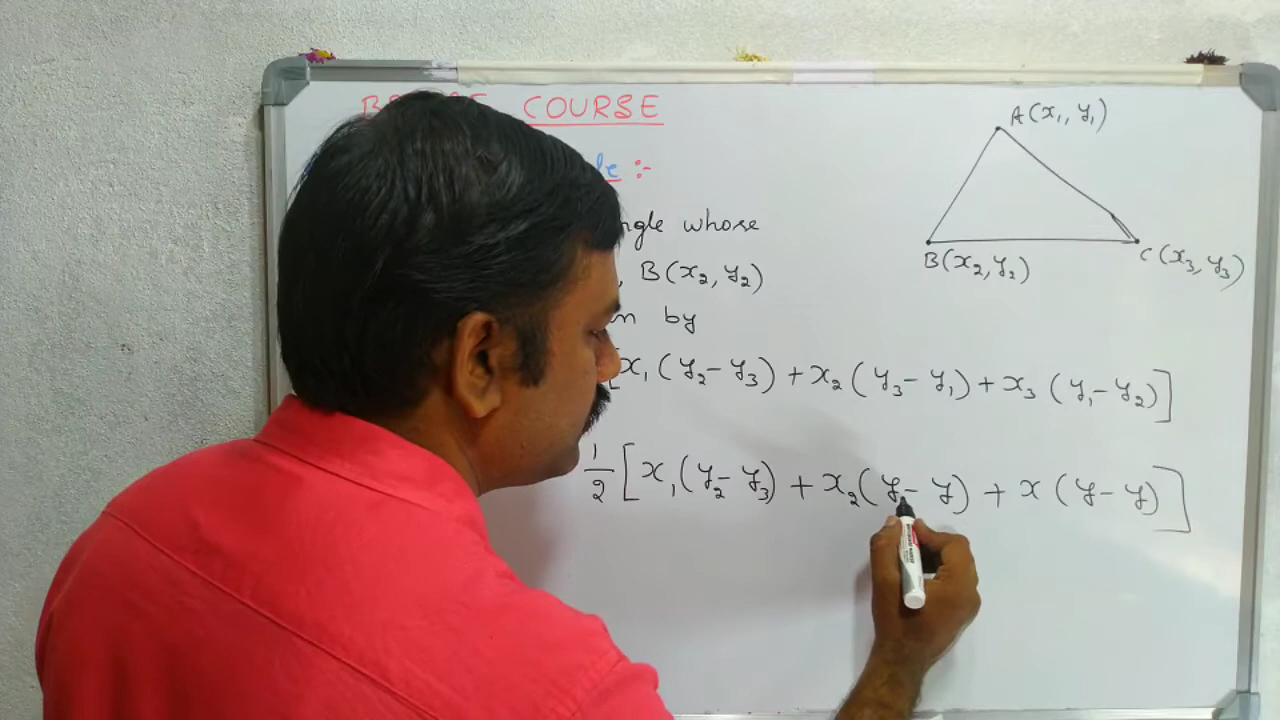 COURSE
A(x₁, y₁)
:-
whose
B(x₂, y₂)
C(x₃, y₃)
, B(x₂, y₂)
by
[x₁(y₂-y₃)+x₂(y₃-y₁)+x₃(y₁-y₂)]
1/2[x₁(y₂-y₃)+x₂(y-y)+x(y-y)]